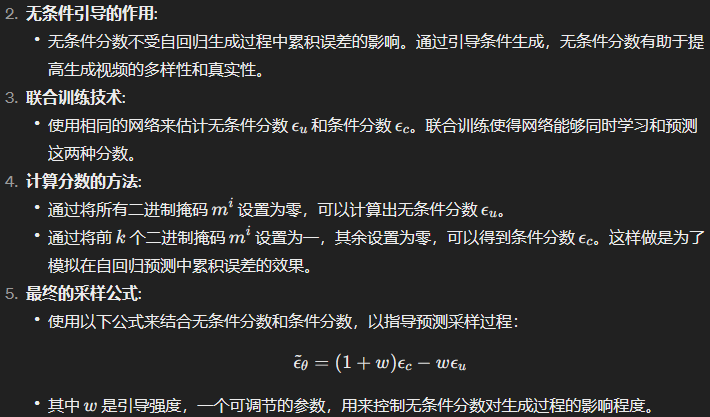 2. 无条件引导的作用:
• 无条件分数不受自回归生成过程中累积误差的影响。通过引导条件生成，无条件分数有助于提
高生成视频的多样性和真实性。
3. 联合训练技术:
• 使用相同的网络来估计无条件分数 ϵ_u 和条件分数 ϵ_c。联合训练使得网络能够同时学习和预测
这两种分数。
4. 计算分数的方法:
• 通过将所有二进制掩码 m^i 设置为零，可以计算出无条件分数 ϵ_u。
• 通过将前 k 个二进制掩码 m^i 设置为一，其余设置为零，可以得到条件分数 ϵ_c。这样做是为了
模拟在自回归预测中累积误差的效果。
5. 最终的采样公式:
• 使用以下公式来结合无条件分数和条件分数，以指导预测采样过程：
ϵ̃_θ = (1 + w)ϵ_c − wϵ_u
• 其中 w 是引导强度，一个可调节的参数，用来控制无条件分数对生成过程的影响程度。